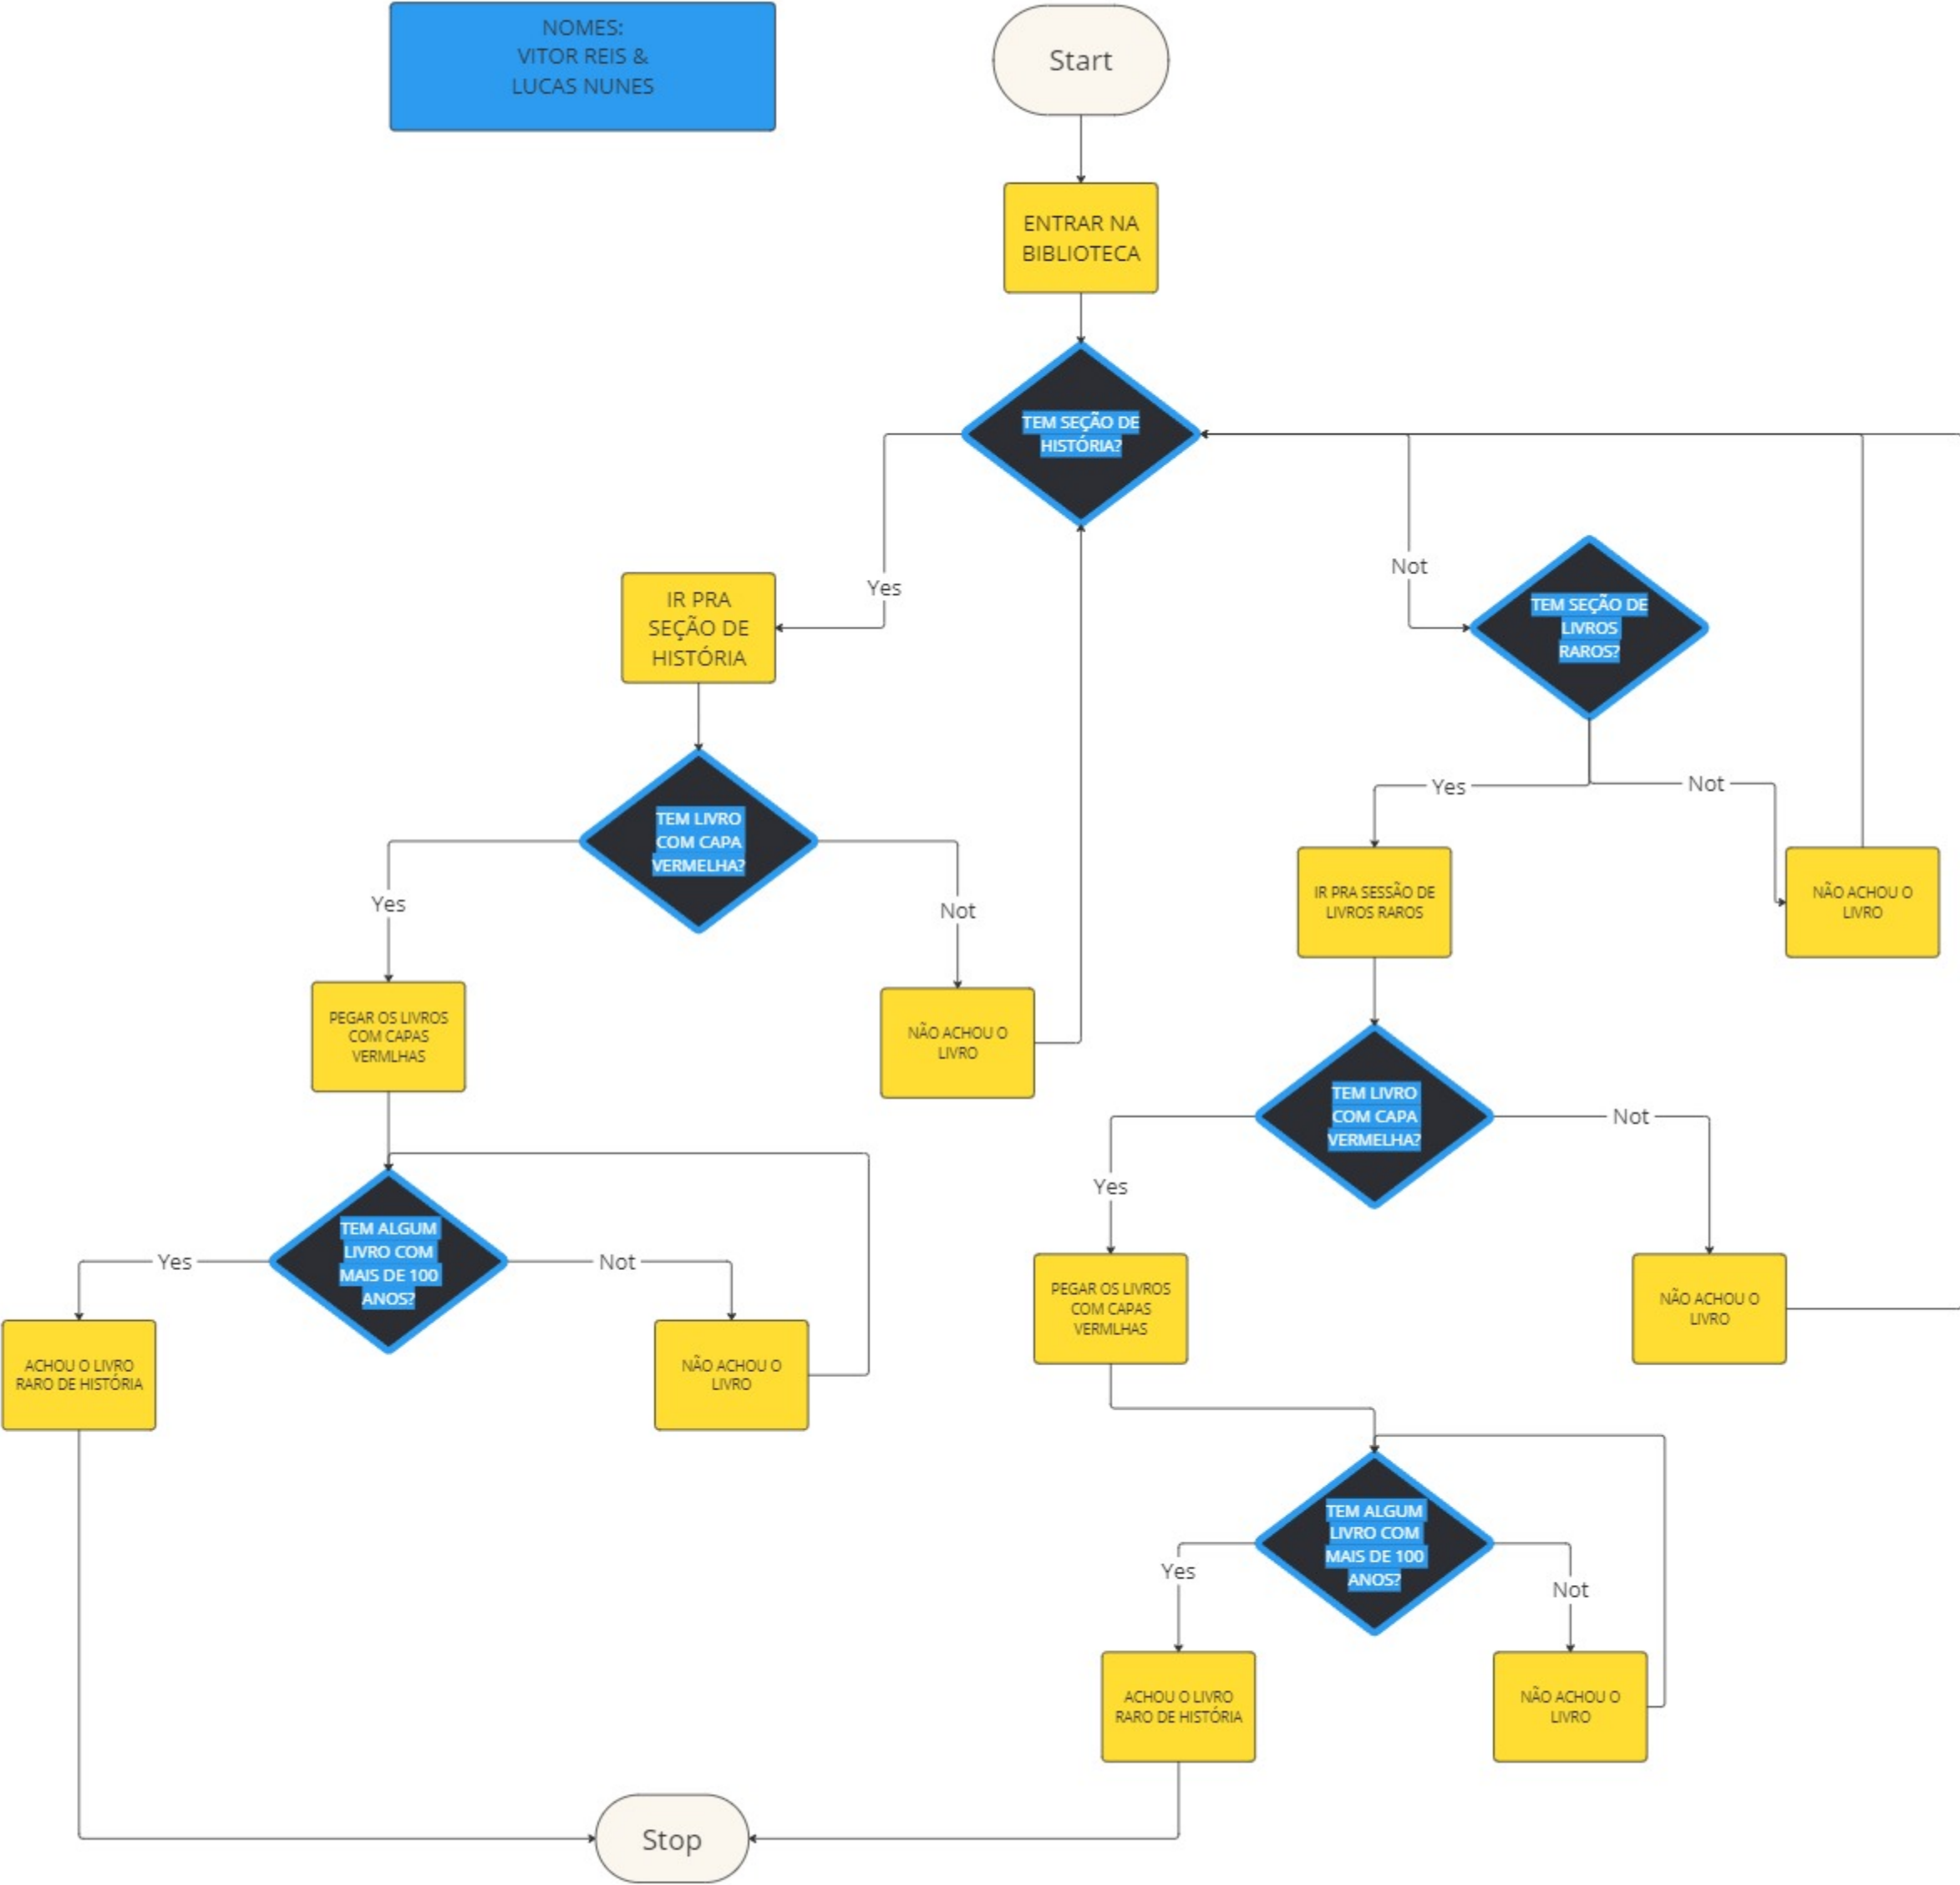 NOMES:
VITOR REIS &
LUCAS NUNES
Start
ENTRAR NA
BIBLIOTECA
TEM SEÇÃO DE
HISTÓRIA?
Not
Yes
IR PRA
SEÇÃO DE
HISTÓRIA
TEM SEÇÃO DE
LIVROS
RAROS?
Yes
Not
TEM LIVRO
COM CAPA
VERMELHA?
Yes
Not
IR PRA SESSÃO DE
LIVROS RAROS
NÃO ACHOU O
LIVRO
PEGAR OS LIVROS
COM CAPAS
VERMLHAS
NÃO ACHOU O
LIVRO
TEM LIVRO
COM CAPA
VERMELHA?
Not
Yes
TEM ALGUM
LIVRO COM
MAIS DE 100
ANOS?
Yes
Not
PEGAR OS LIVROS
COM CAPAS
VERMLHAS
NÃO ACHOU O
LIVRO
ACHOU O LIVRO
RARO DE HISTÓRIA
NÃO ACHOU O
LIVRO
TEM ALGUM
LIVRO COM
MAIS DE 100
ANOS?
Yes
Not
ACHOU O LIVRO
RARO DE HISTÓRIA
NÃO ACHOU O
LIVRO
Stop